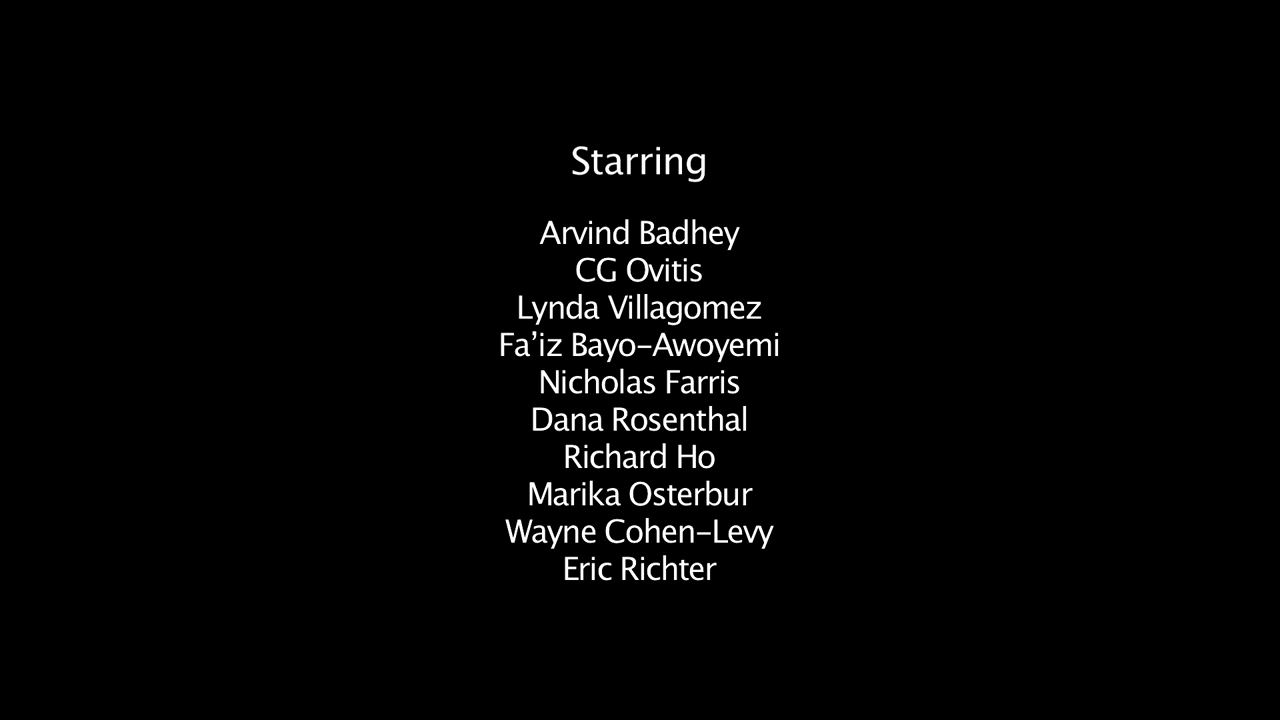 Starring
Arvind Badhey
CG Ovitis
Lynda Villagomez
Fa’iz Bayo-Awoyemi
Nicholas Farris
Dana Rosenthal
Richard Ho
Marika Osterbur
Wayne Cohen-Levy
Eric Richter